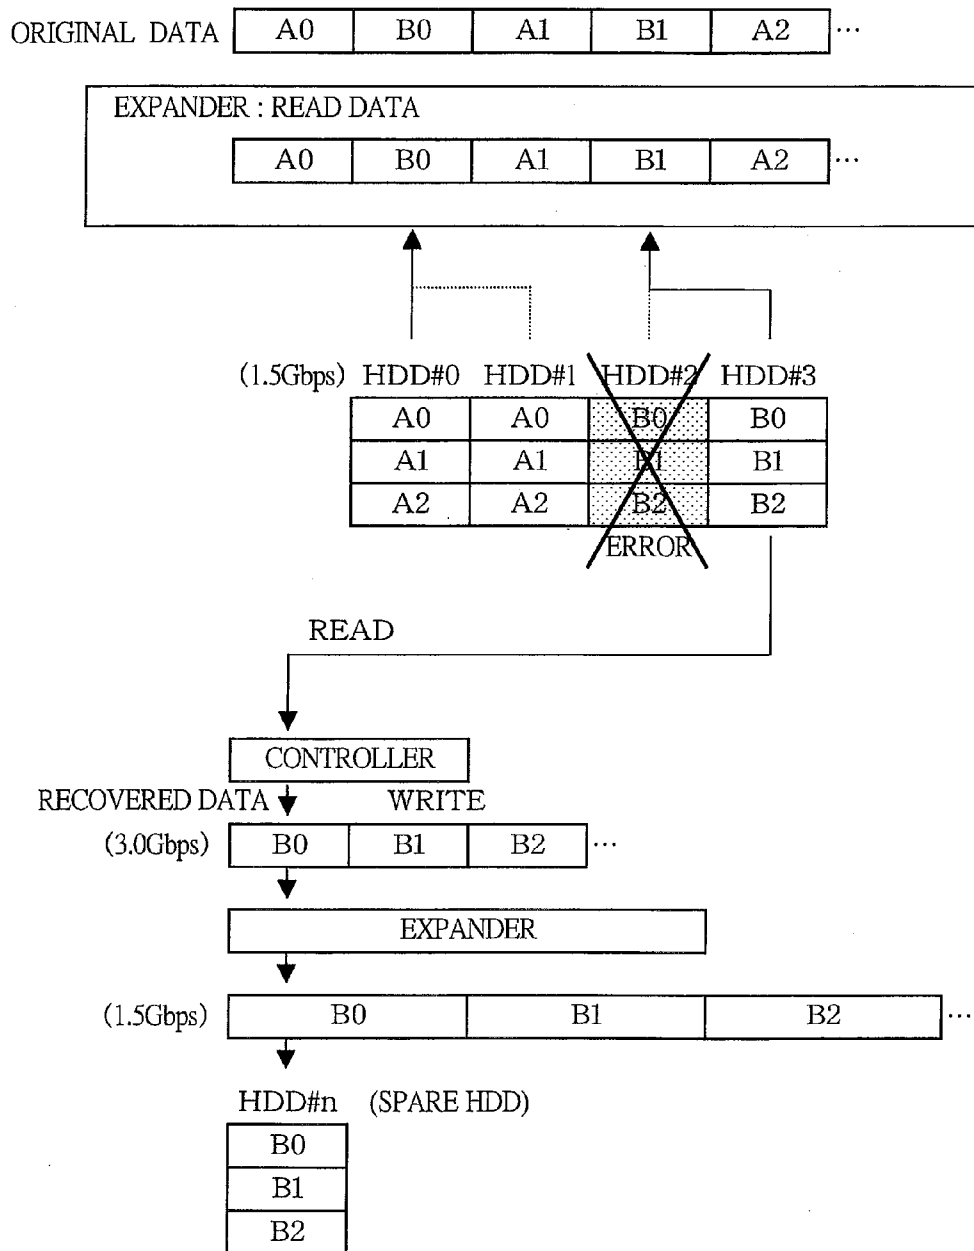 ORIGINAL DATA A0 B0 A1 B1 A2 ...
EXPANDER : READ DATA
A0 B0 A1 B1 A2 ...
(1.5Gbps) HDD#0 HDD#1 HDD#2 HDD#3
A0 A0 B0 B0
A1 A1 B1 B1
A2 A2 B2 B2
ERROR
READ
CONTROLLER
RECOVERED DATA WRITE
(3.0Gbps) B0 B1 B2 ...
EXPANDER
(1.5Gbps) B0 B1 B2 ...
HDD#n (SPARE HDD)
B0
B1
B2